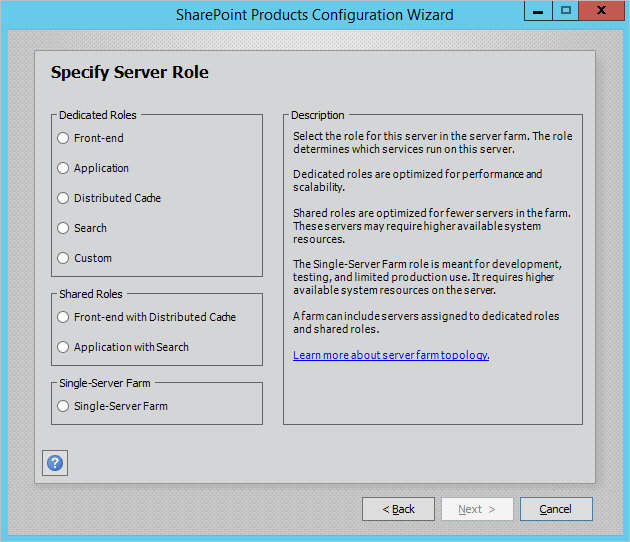 SharePoint Products Configuration Wizard
Specify Server Role
Dedicated Roles
Front-end
Application
Distributed Cache
Search
Custom
Shared Roles
Front-end with Distributed Cache
Application with Search
Single-Server Farm
Single-Server Farm
Description
Select the role for this server in the server farm. The role
determines which services run on this server.
Dedicated roles are optimized for performance and
scalability.
Shared roles are optimized for fewer servers in the farm.
These servers may require higher available system
resources.
The Single-Server Farm role is meant for development,
testing, and limited production use. It requires higher
available system resources on the server.
A farm can include servers assigned to dedicated roles
and shared roles.
Learn more about server farm topology.
?
< Back
Next >
Cancel